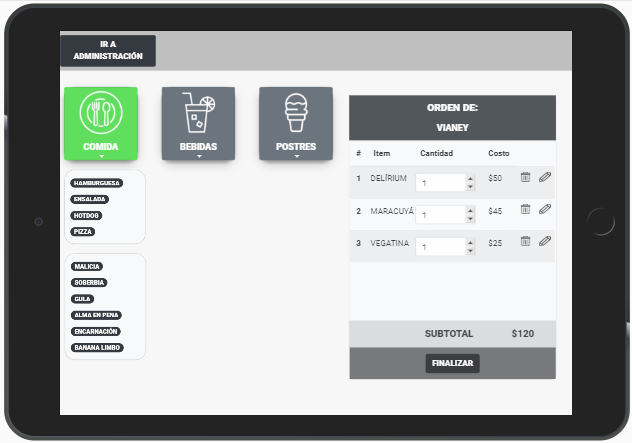 IR A
ADMINISTRACIÓN
COMIDA
BEBIDAS
POSTRES
HAMBURGUESA
ENSALADA
HOTDOG
PIZZA
MALICIA
SOBERBIA
GULA
ALMA EN PENA
ENCARNACIÓN
BANANA LIMBO
ORDEN DE:
VIANEY
# Item Cantidad Costo
1 DELÍRIUM 1 $50
2 MARACUYÁ 1 $45
3 VEGATINA 1 $25
SUBTOTAL $120
FINALIZAR